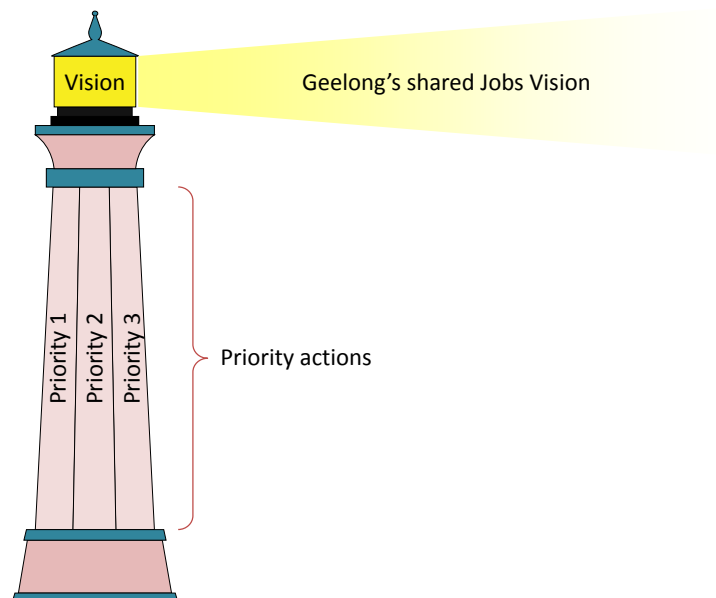 Vision
Geelong’s shared Jobs Vision
Priority 1
Priority 2
Priority 3
Priority actions